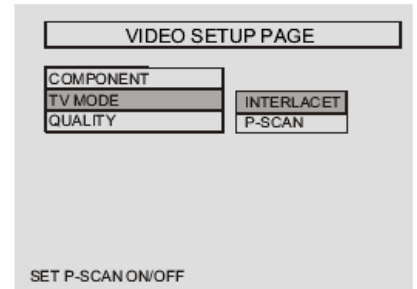 VIDEO SETUP PAGE
COMPONENT
TV MODE
INTERLACET
QUALITY
P-SCAN
SET P-SCAN ON/OFF